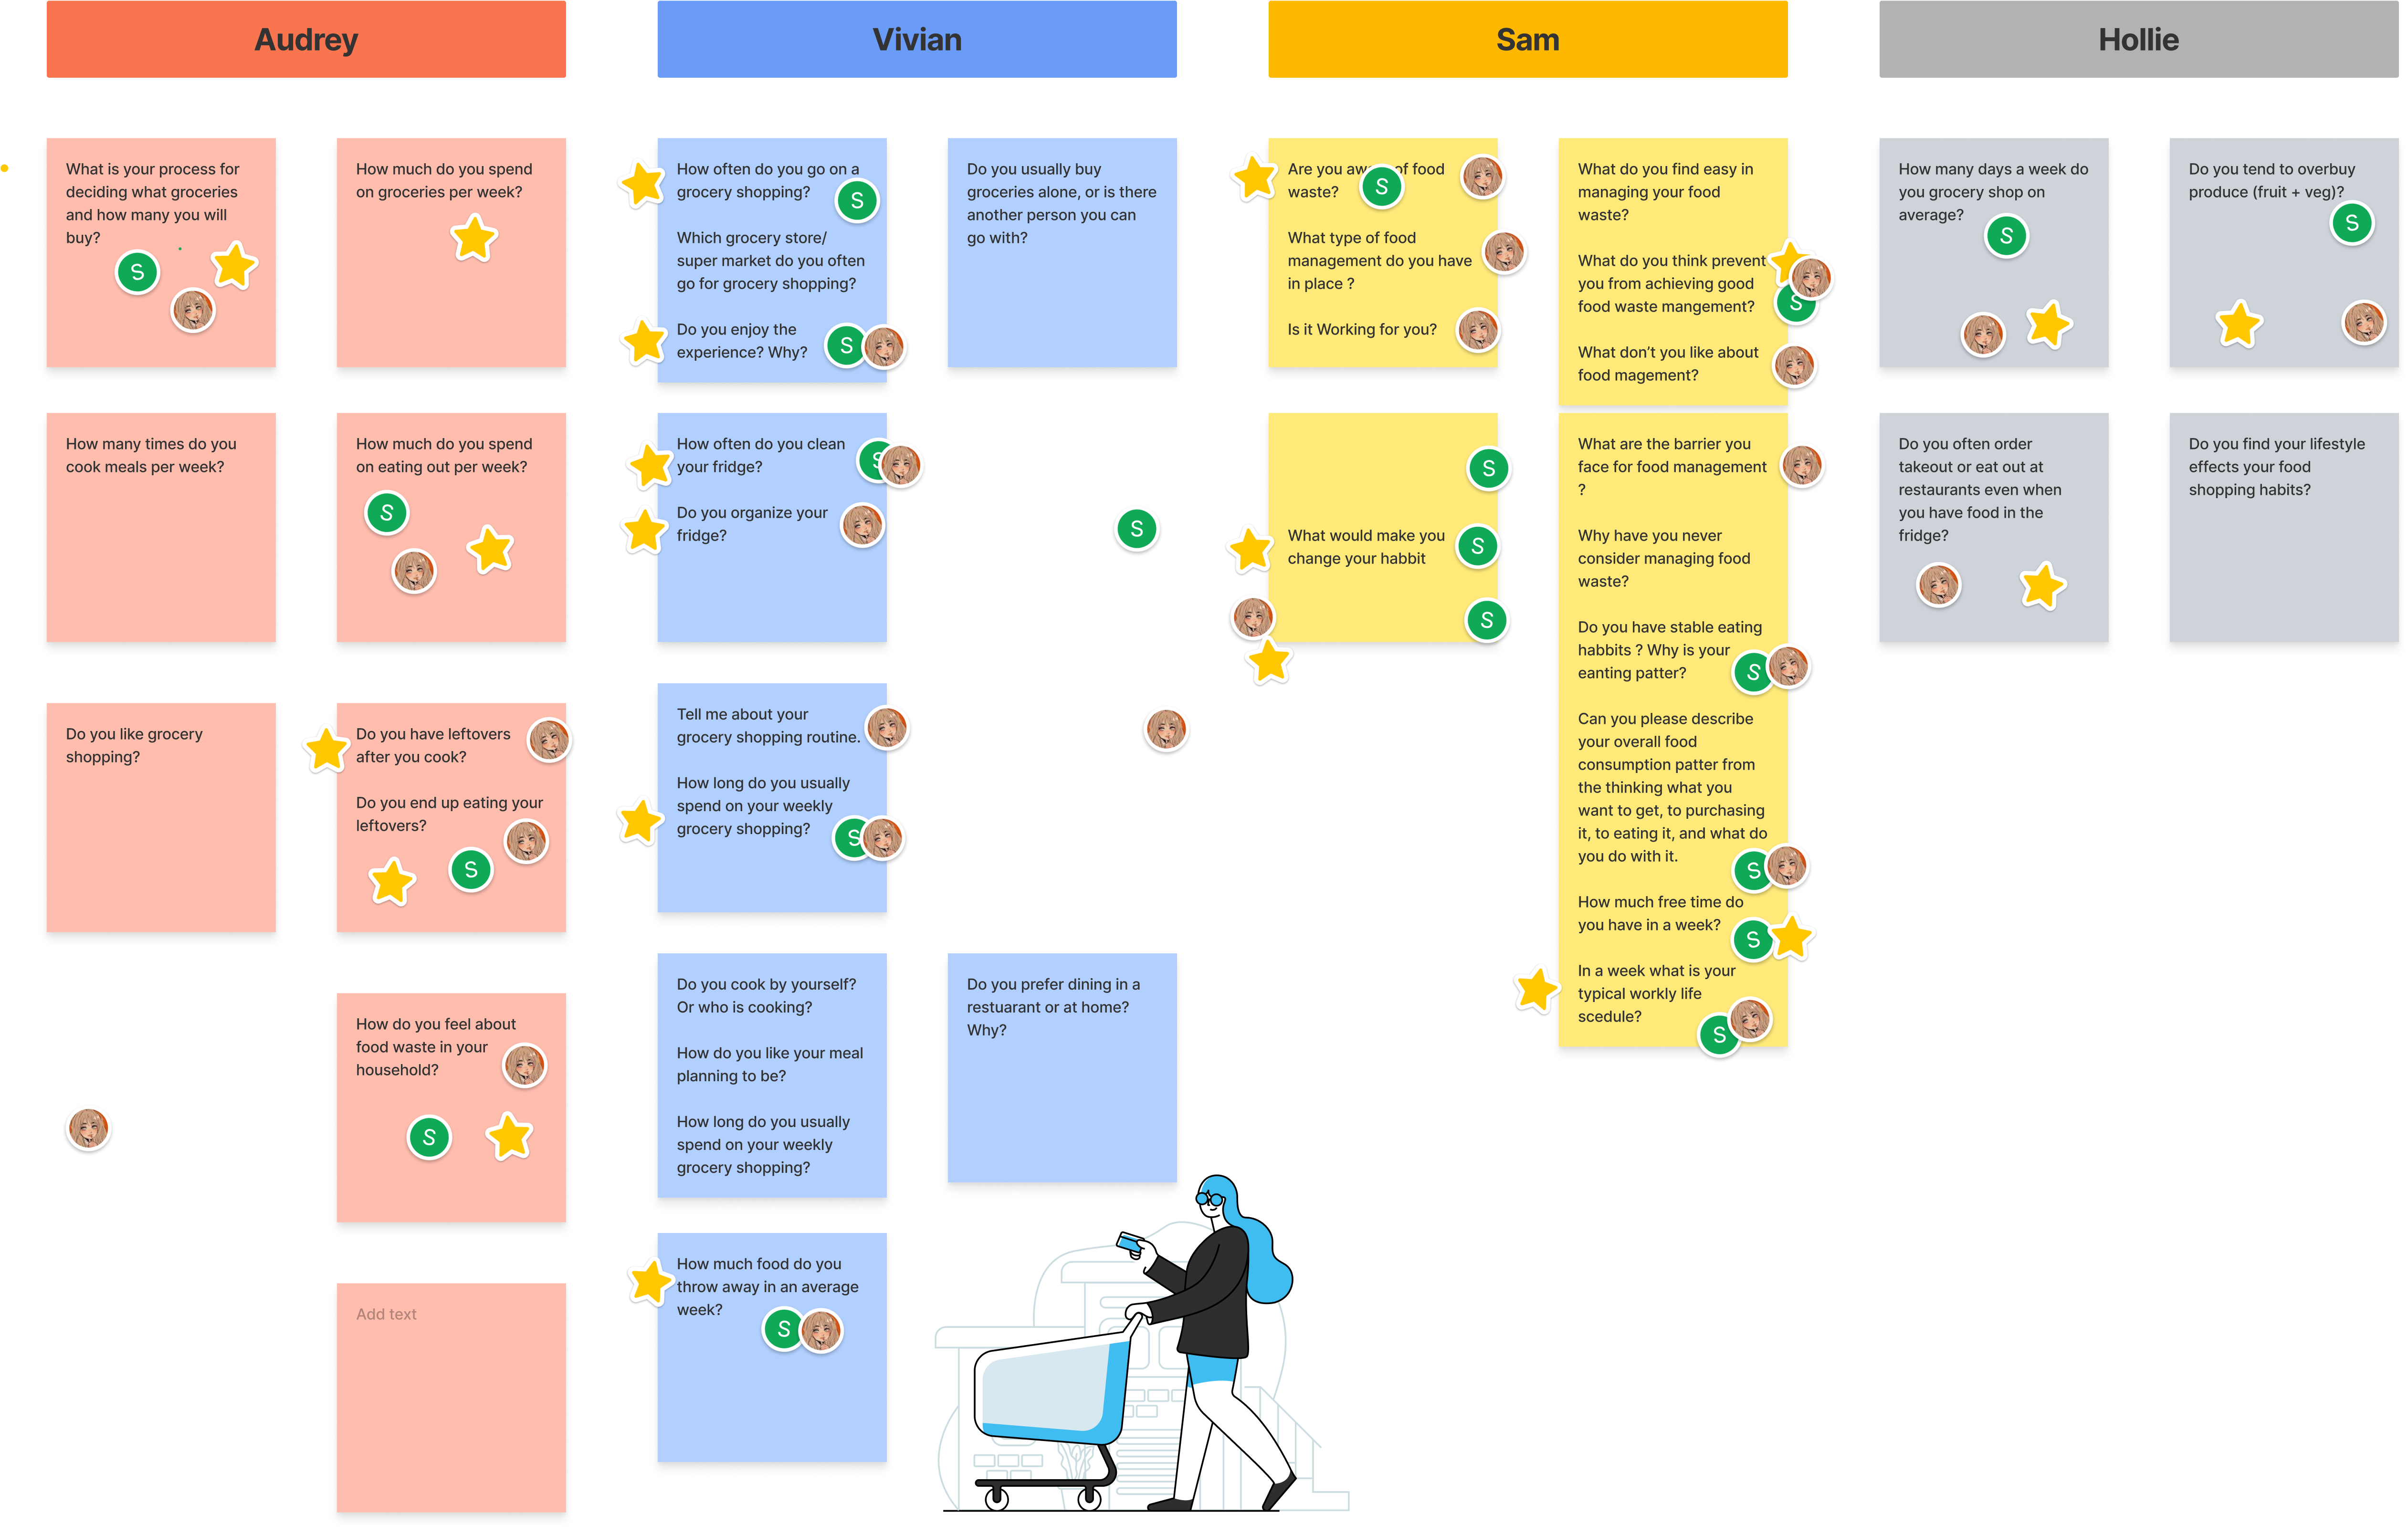 Audrey
Vivian
Sam
Hollie
What is your process for
deciding what groceries
and how many you will
buy?
S
How much do you spend
on groceries per week?
How many times do you
cook meals per week?
How much do you spend
on eating out per week?
S
Do you like grocery
shopping?
Do you have leftovers
after you cook?
Do you end up eating your
leftovers?
S
How do you feel about
food waste in your
household?
S
Add text
How often do you go on a
grocery shopping?
S
Which grocery store/
super market do you often
go for grocery shopping?
Do you enjoy the
experience? Why?
S
Do you usually buy
groceries alone, or is there
another person you can
go with?
How often do you clean
your fridge?
S
Do you organize your
fridge?
S
Tell me about your
grocery shopping routine.
How long do you usually
spend on your weekly
grocery shopping?
S
Do you cook by yourself?
Or who is cooking?
How do you like your meal
planning to be?
How long do you usually
spend on your weekly
grocery shopping?
Do you prefer dining in a
restuarant or at home?
Why?
How much food do you
throw away in an average
week?
S
Are you aw of food
waste?
S
What type of food
management do you have
in place ?
Is it Working for you?
What do you find easy in
managing your food
waste?
What do you think prevent
you from achieving good
food waste mangement?
S
What don't you like about
food magement?
S
What would make you
change your habbit
S
S
What are the barrier you
face for food management
?
Why have you never
consider managing food
waste?
Do you have stable eating
habbits ? Why is your
eanting patter?
S
Can you please describe
your overall food
consumption patter from
the thinking what you
want to get, to purchasing
it, to eating it, and what do
you do with it.
S
How much free time do
you have in a week?
S
In a week what is your
typical workly life
scedule?
S
How many days a week do
you grocery shop on
average?
S
Do you tend to overbuy
produce (fruit + veg)?
S
Do you often order
takeout or eat out at
restaurants even when
you have food in the
fridge?
Do you find your lifestyle
effects your food
shopping habits?